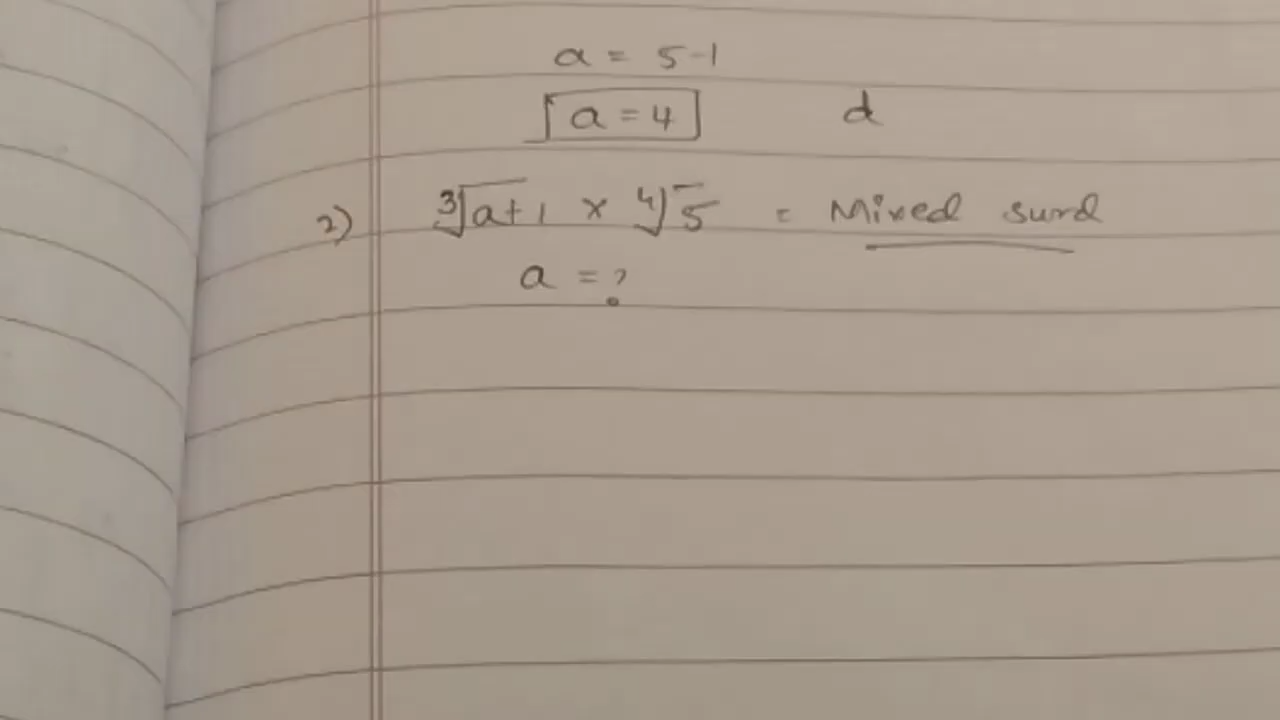 a = 5-1
a = 4 d
2) ∛a+1 × ∜5 = Mixed surd
a = ?